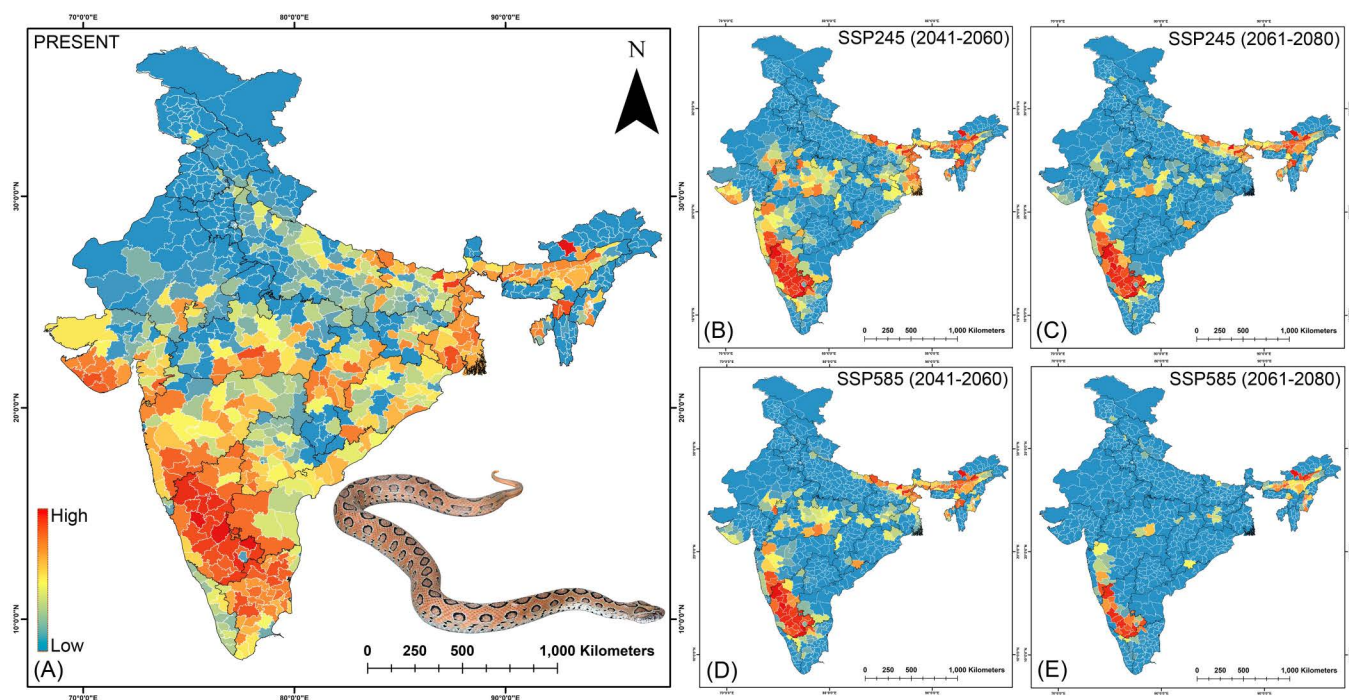 70°0'0"E 80°0'0"E 90°0'0"E
PRESENT
N
30°0'0"N
20°0'0"N
10°0'0"N
High
Low
(A)
0 250 500 1,000 Kilometers
70°0'0"E 80°0'0"E 90°0'0"E
SSP245 (2041-2060)
(B)
0 250 500 1,000 Kilometers
SSP245 (2061-2080)
(C)
0 250 500 1,000 Kilometers
SSP585 (2041-2060)
(D)
0 250 500 1,000 Kilometers
SSP585 (2061-2080)
(E)
0 250 500 1,000 Kilometers